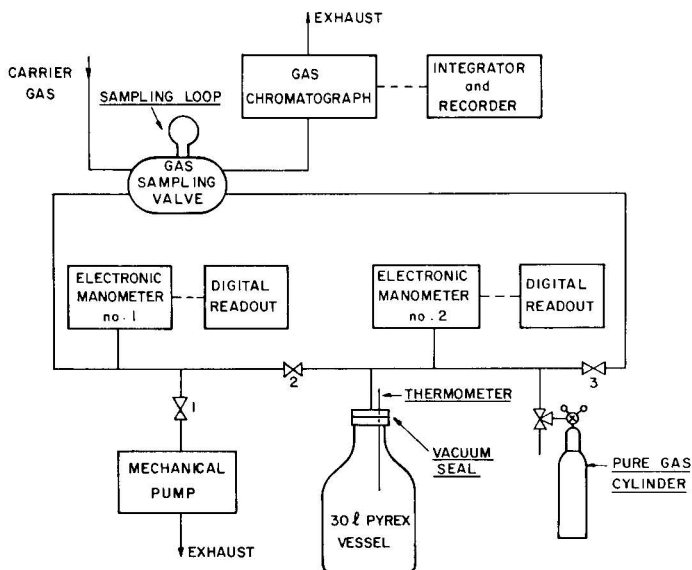 EXHAUST
CARRIER
GAS
SAMPLING LOOP
GAS
CHROMATOGRAPH
INTEGRATOR
and
RECORDER
GAS
SAMPLING
VALVE
ELECTRONIC
MANOMETER
no. 1
DIGITAL
READOUT
ELECTRONIC
MANOMETER
no. 2
DIGITAL
READOUT
2
3
1
THERMOMETER
VACUUM
SEAL
MECHANICAL
PUMP
30 ℓ PYREX
VESSEL
PURE GAS
CYLINDER
EXHAUST